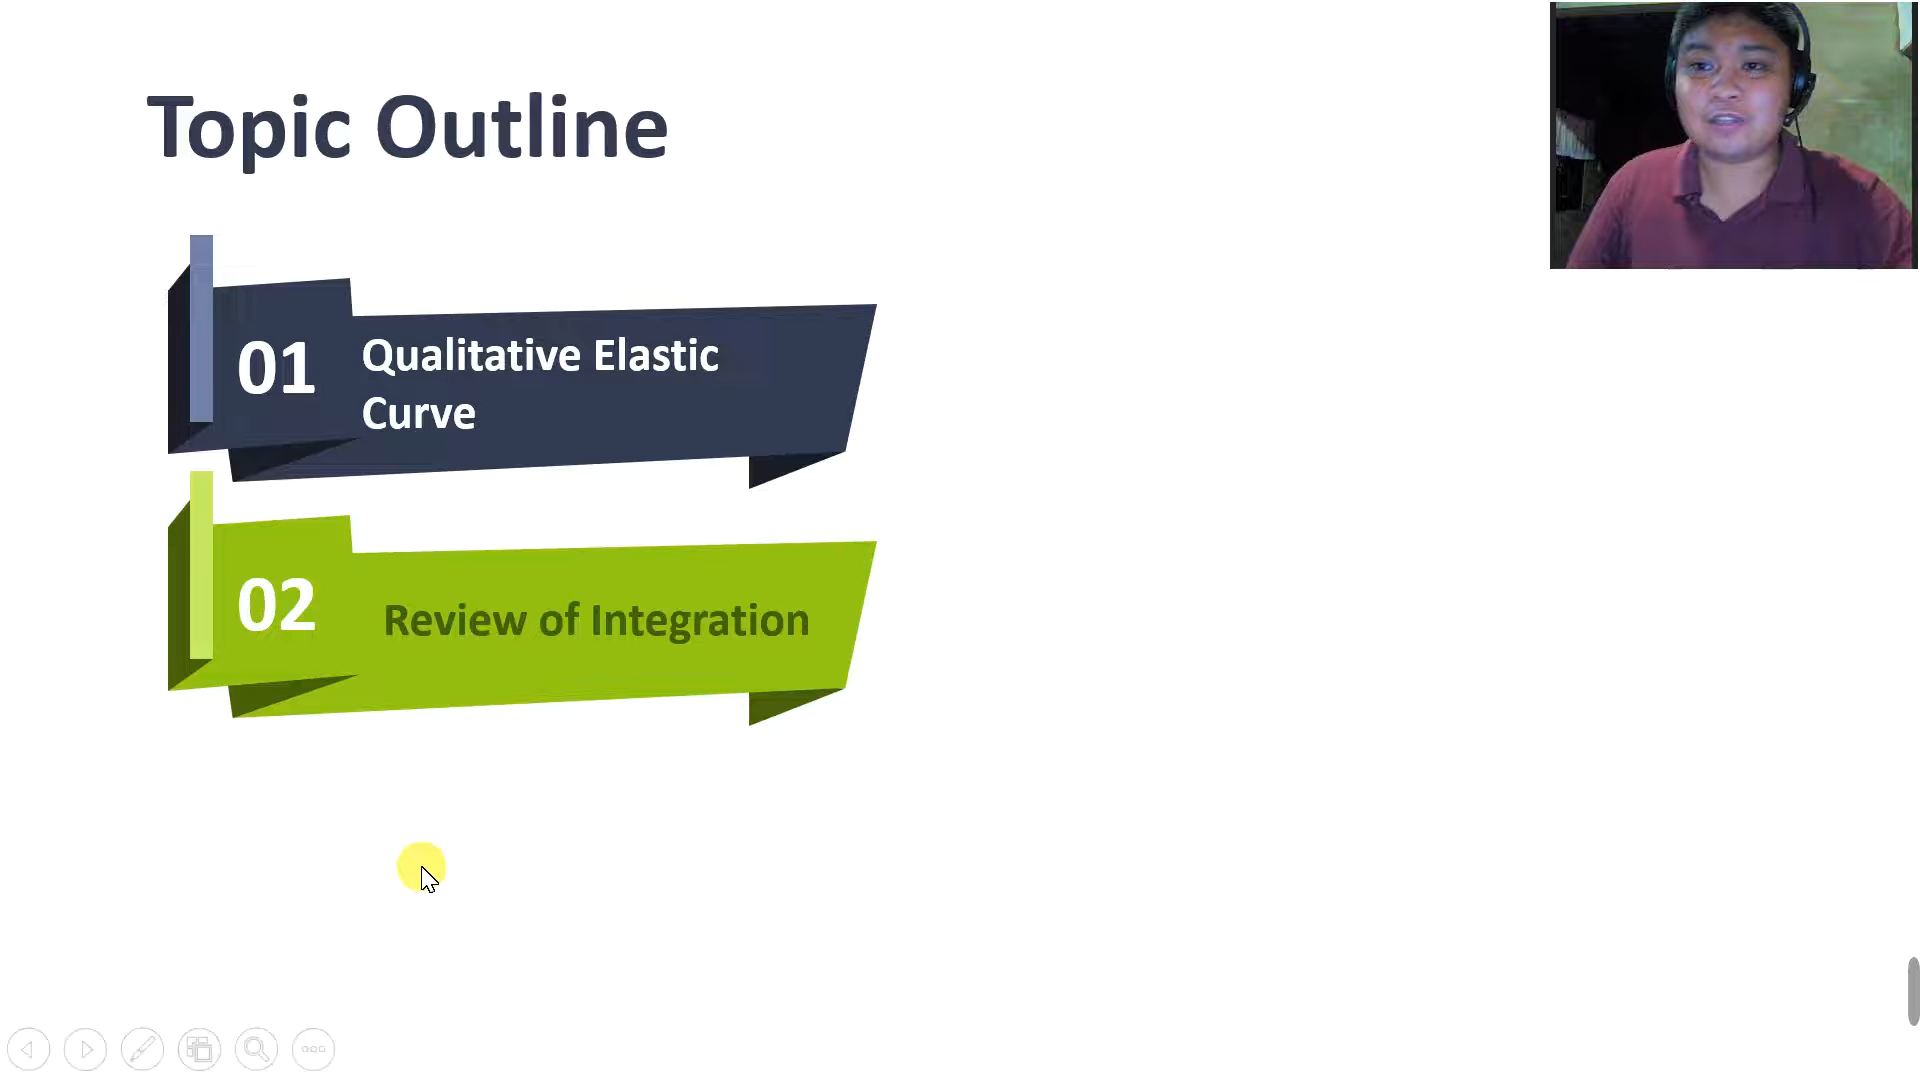 Topic Outline
01
Qualitative Elastic
Curve
02
Review of Integration